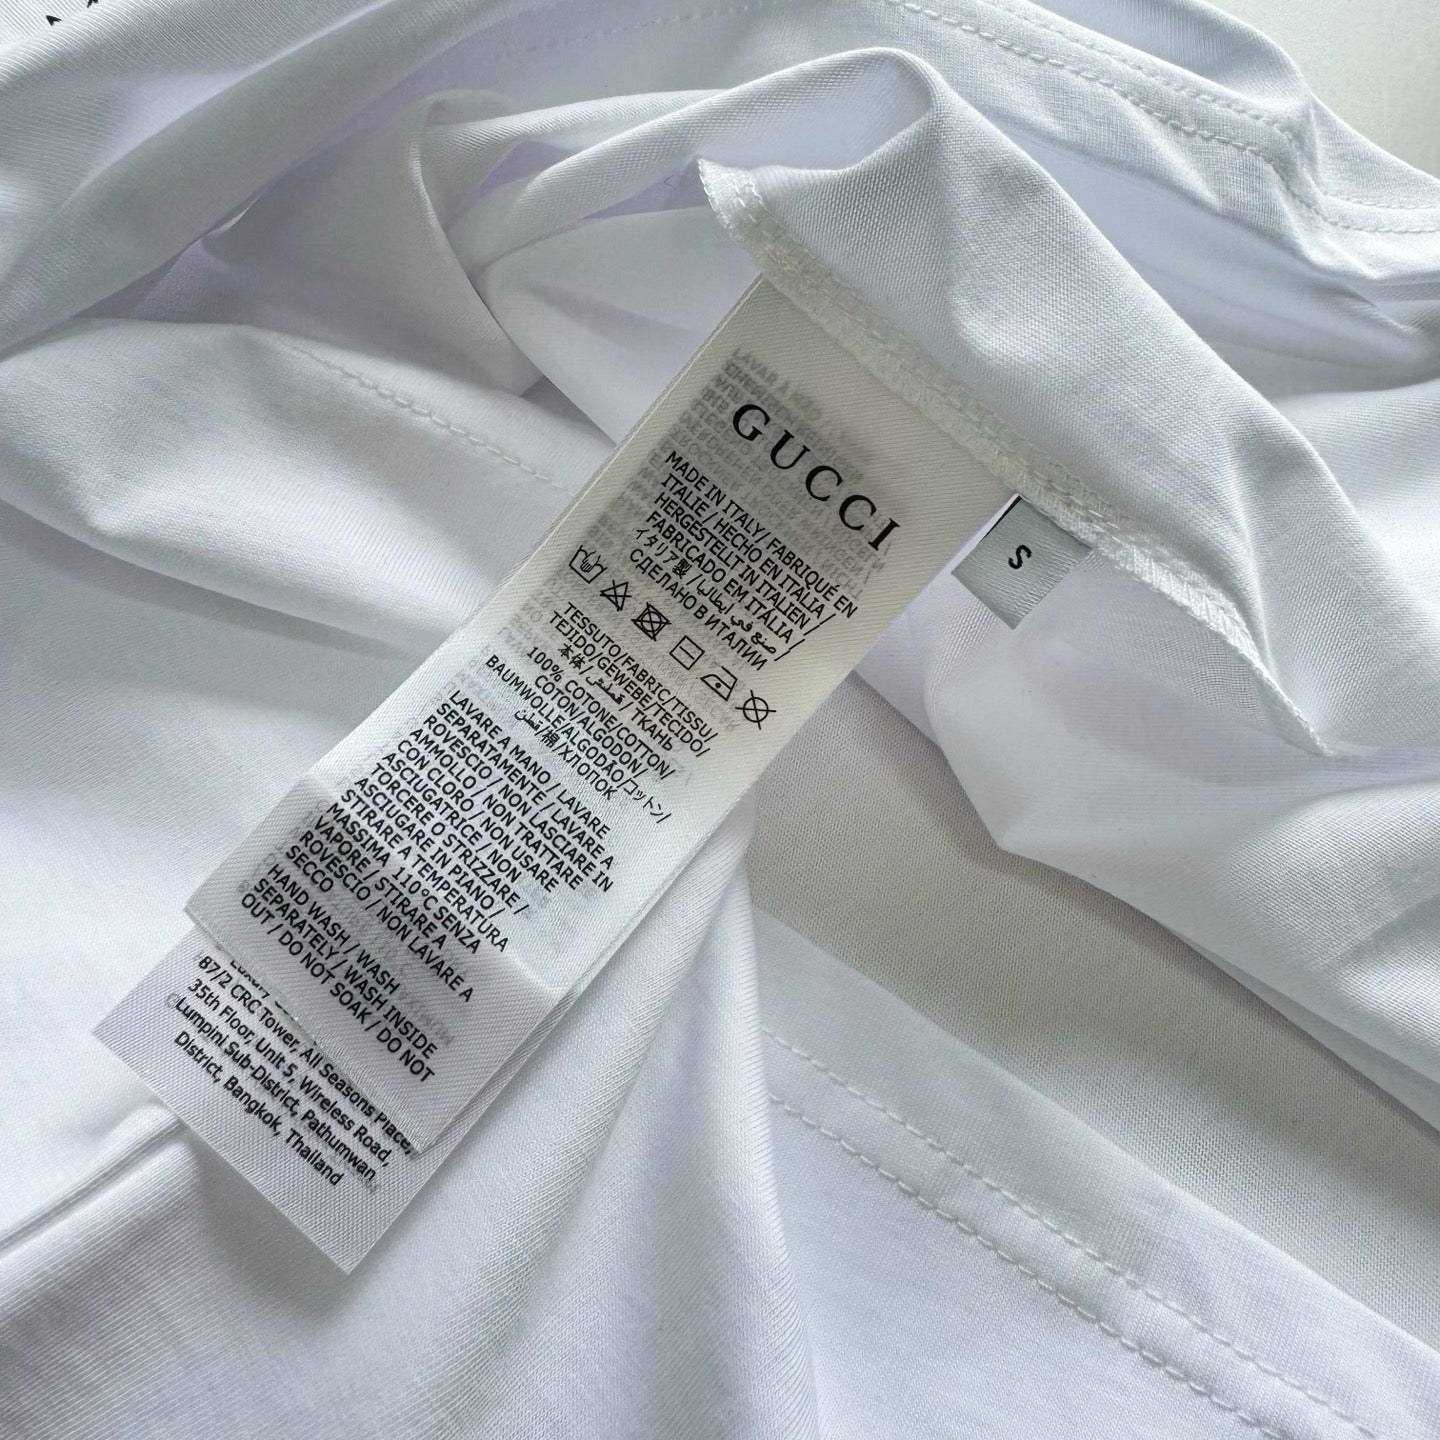 GUCCI
MADE IN ITALY/ FABRIQUÉ EN
ITALIE/ HECHO EN ITALIA /
HERGESTELLT IN ITALIEN /
FABRICADO EM ITALIA /
イタリア製 / صنع في إيطاليا /
СДЕЛАНО В ИТАЛИИ
TESSUTO/FABRIC/TISSU/
TEJIDO/GEWEBE/TECIDO/
本体/ قطعتين / ТКАНЬ
100% COTONE/COTTON/
COTON/ALGODON/
BAUMWOLLE/ALGODÃO/コットン/
قطن/棉/ХЛОПОК
LAVARE A MANO / LAVARE
SEPARATAMENTE / LAVARE A
ROVESCIO / NON LASCIARE IN
AMMOLLO / NON TRATTARE
CON CLORO / NON USARE
ASCIUGATRICE / NON
TORCERE O STRIZZARE /
ASCIUGARE IN PIANO /
STIRARE A TEMPERATURA
MASSIMA 110°C SENZA
VAPORE / STIRARE A
ROVESCIO / NON LAVARE A
SECCO
HAND WASH / WASH
SEPARATELY / WASH INSIDE
OUT / DO NOT SOAK / DO NOT
87/2 CRC Tower, All Seasons Place,
35th Floor, Unit 5, Wireless Road,
Lumpini Sub-District, Pathumwan
District, Bangkok, Thailand
S